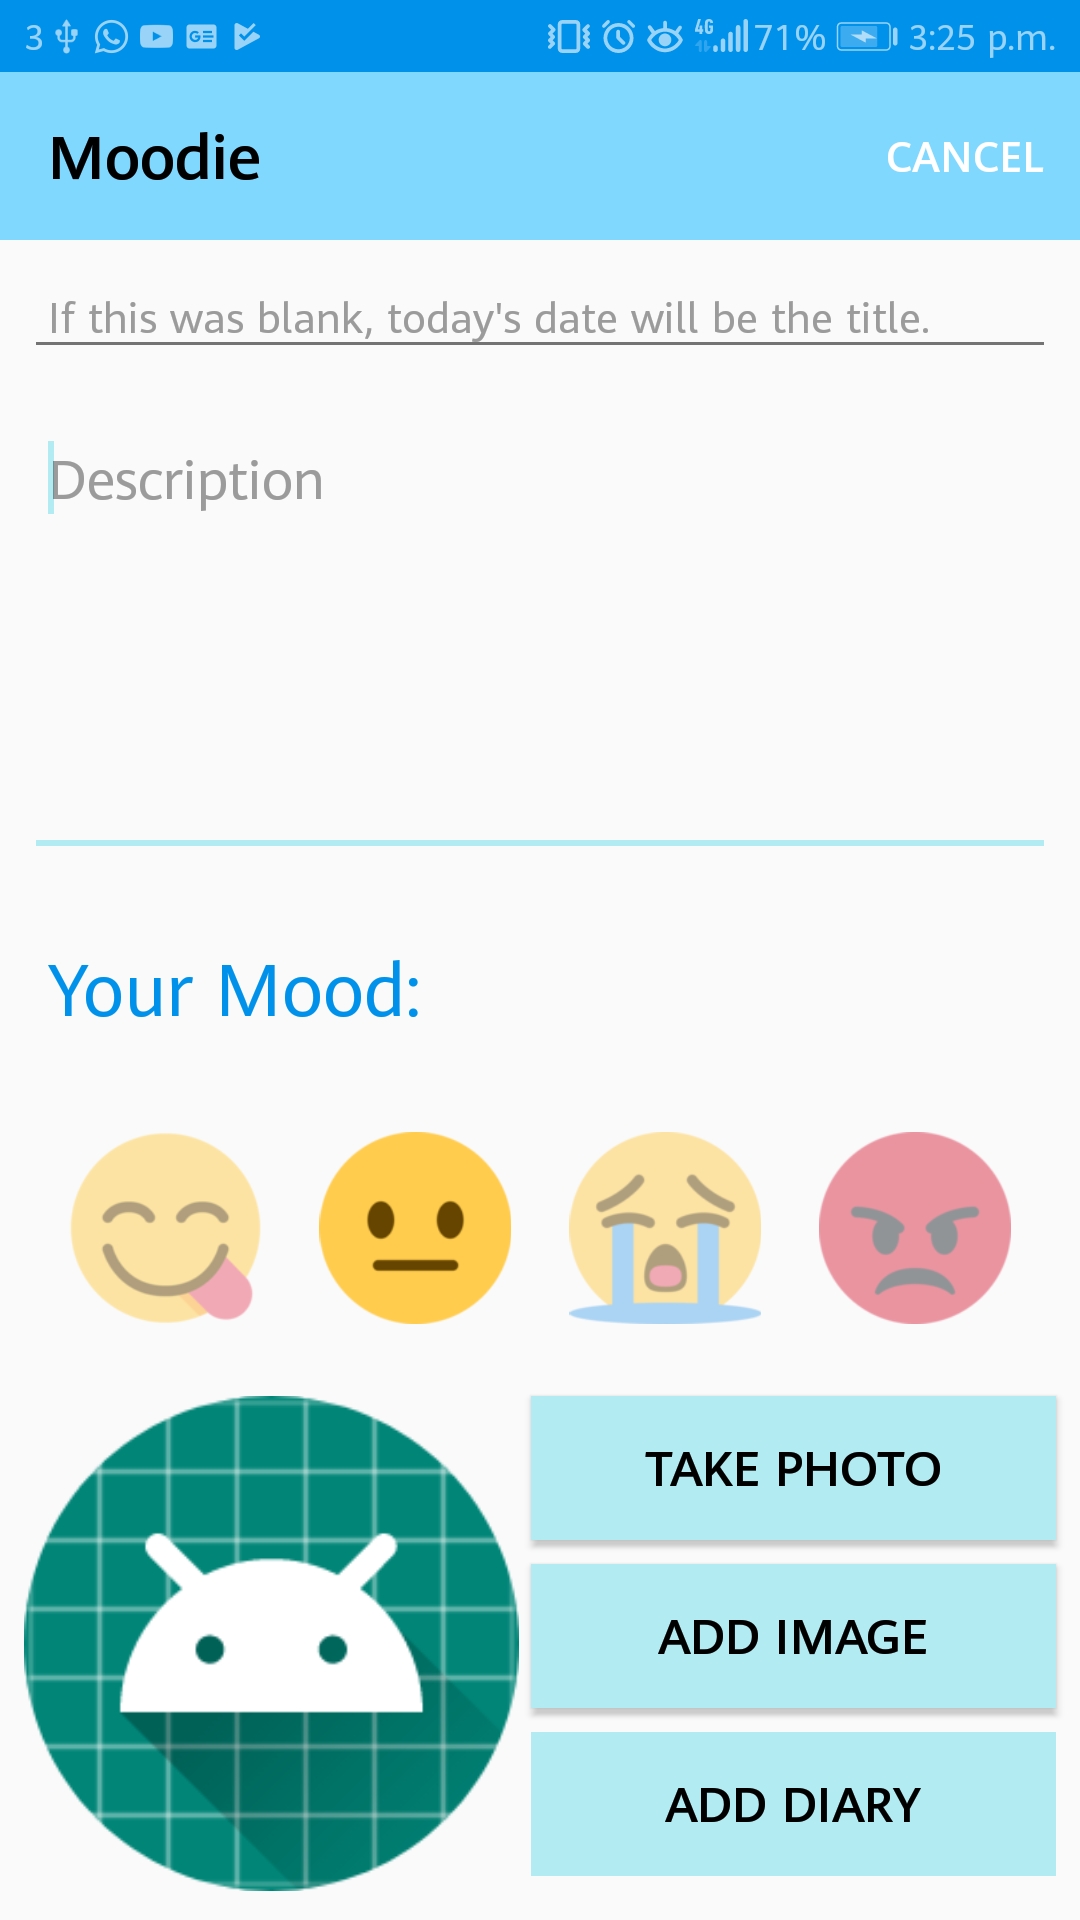 3 4G 71% 3:25 p.m.
Moodie CANCEL
If this was blank, today's date will be the title.
Description
Your Mood:
TAKE PHOTO
ADD IMAGE
ADD DIARY